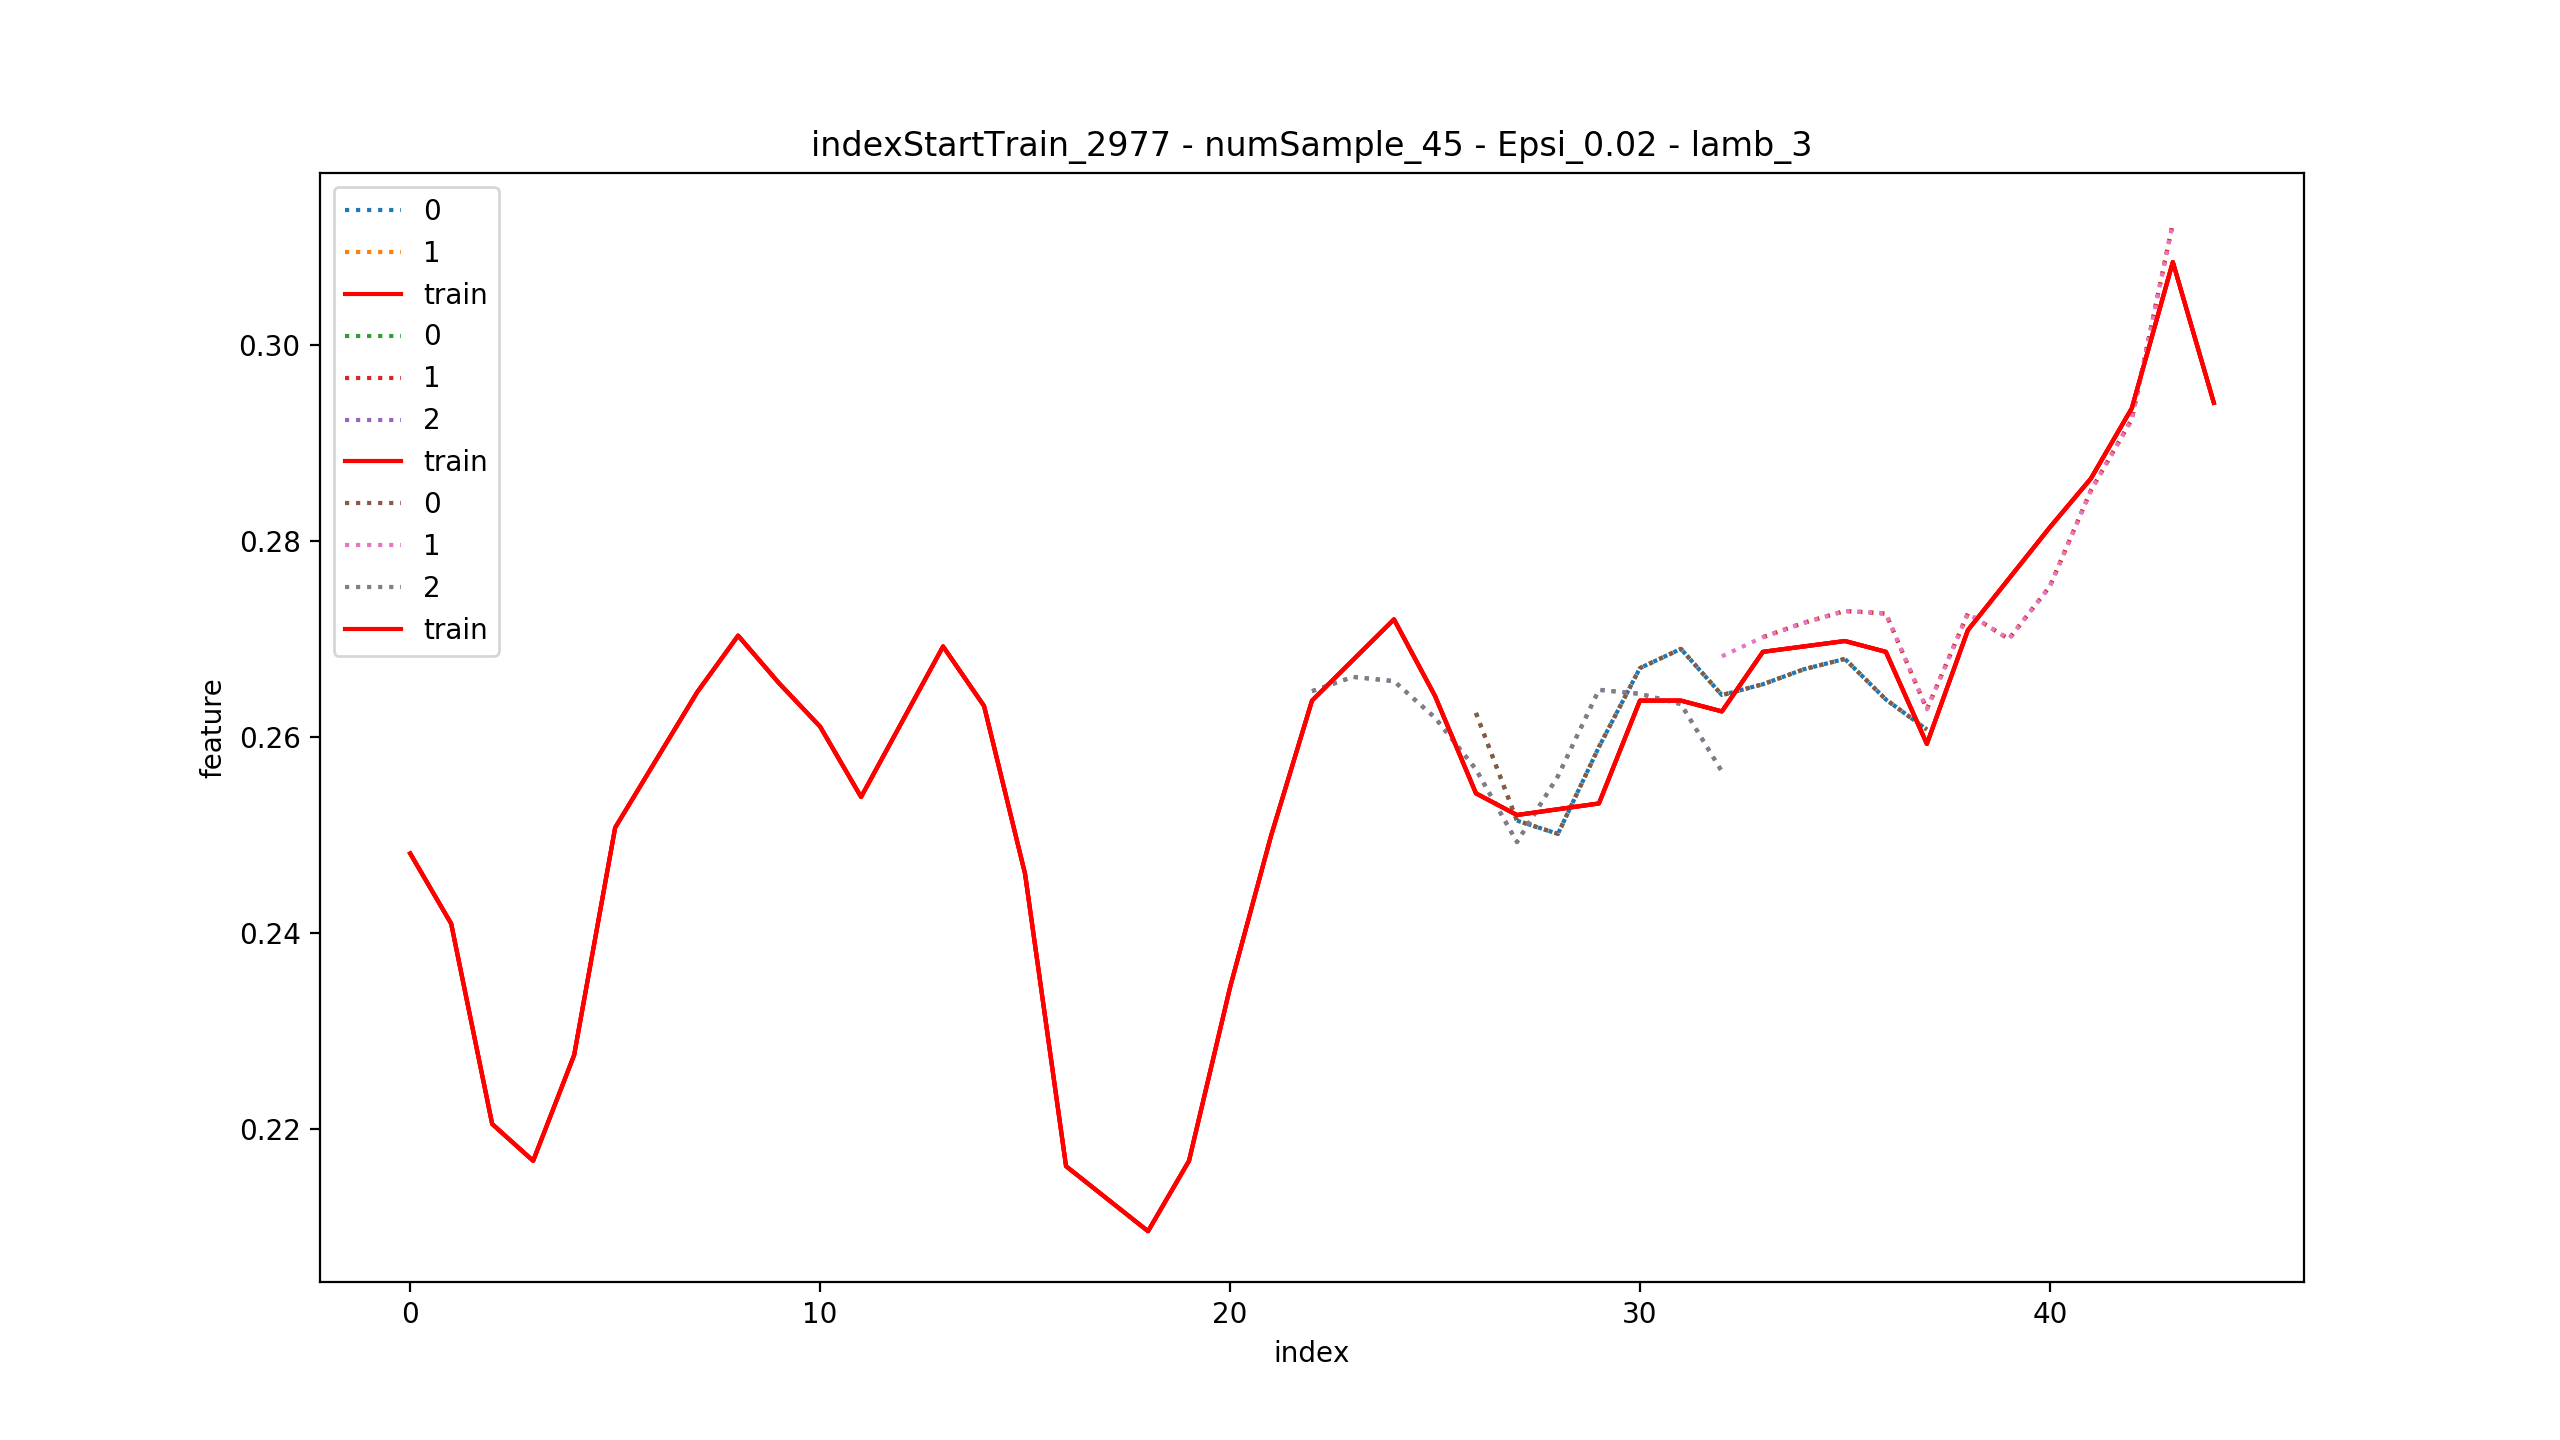 indexStartTrain_2977 - numSample_45 - Epsi_0.02 - lamb_3
0
1
train
0
1
2
train
0
1
2
train
0.30
0.28
0.26
0.24
0.22
feature
0 10 20 30 40
index